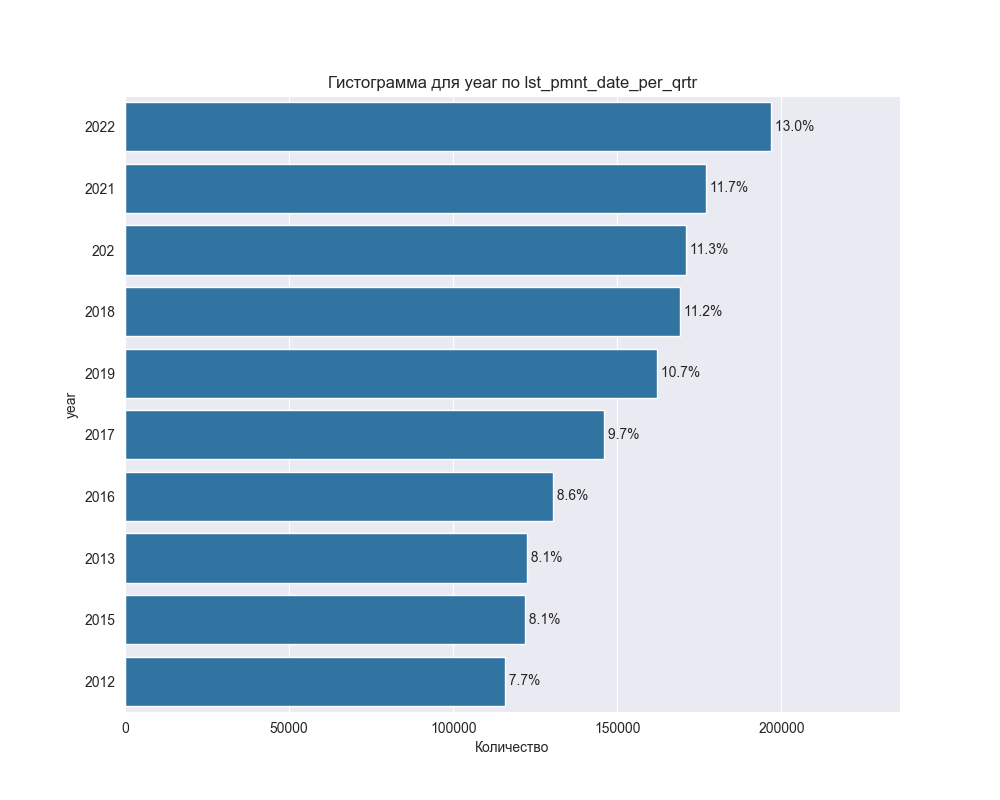 Гистограмма для year по lst_pmnt_date_per_qrtr
2022 13.0%
2021 11.7%
202 11.3%
2018 11.2%
2019 10.7%
year
2017 9.7%
2016 8.6%
2013 8.1%
2015 8.1%
2012 7.7%
0 50000 100000 150000 200000
Количество